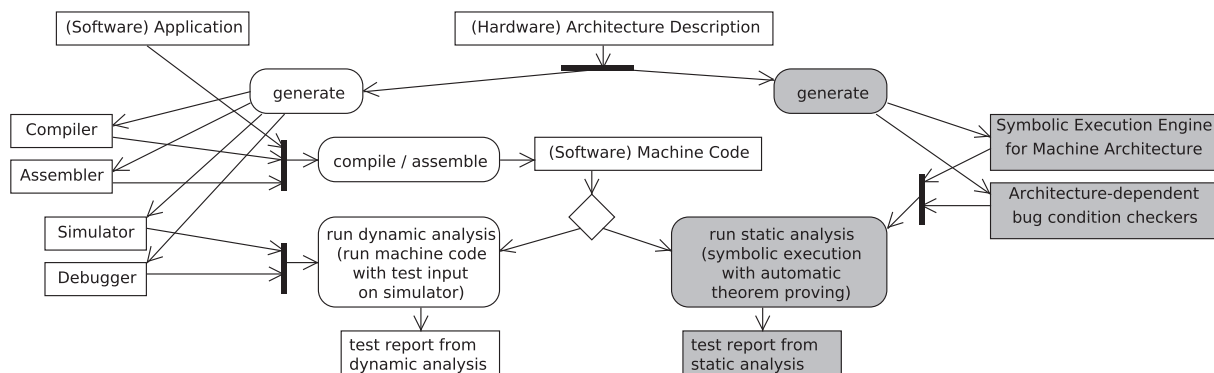 (Software) Application
(Hardware) Architecture Description
generate
generate
Compiler
Symbolic Execution Engine
for Machine Architecture
compile / assemble
(Software) Machine Code
Assembler
Architecture-dependent
bug condition checkers
Simulator
run dynamic analysis
(run machine code
with test input
on simulator)
run static analysis
(symbolic execution
with automatic
theorem proving)
Debugger
test report from
dynamic analysis
test report from
static analysis